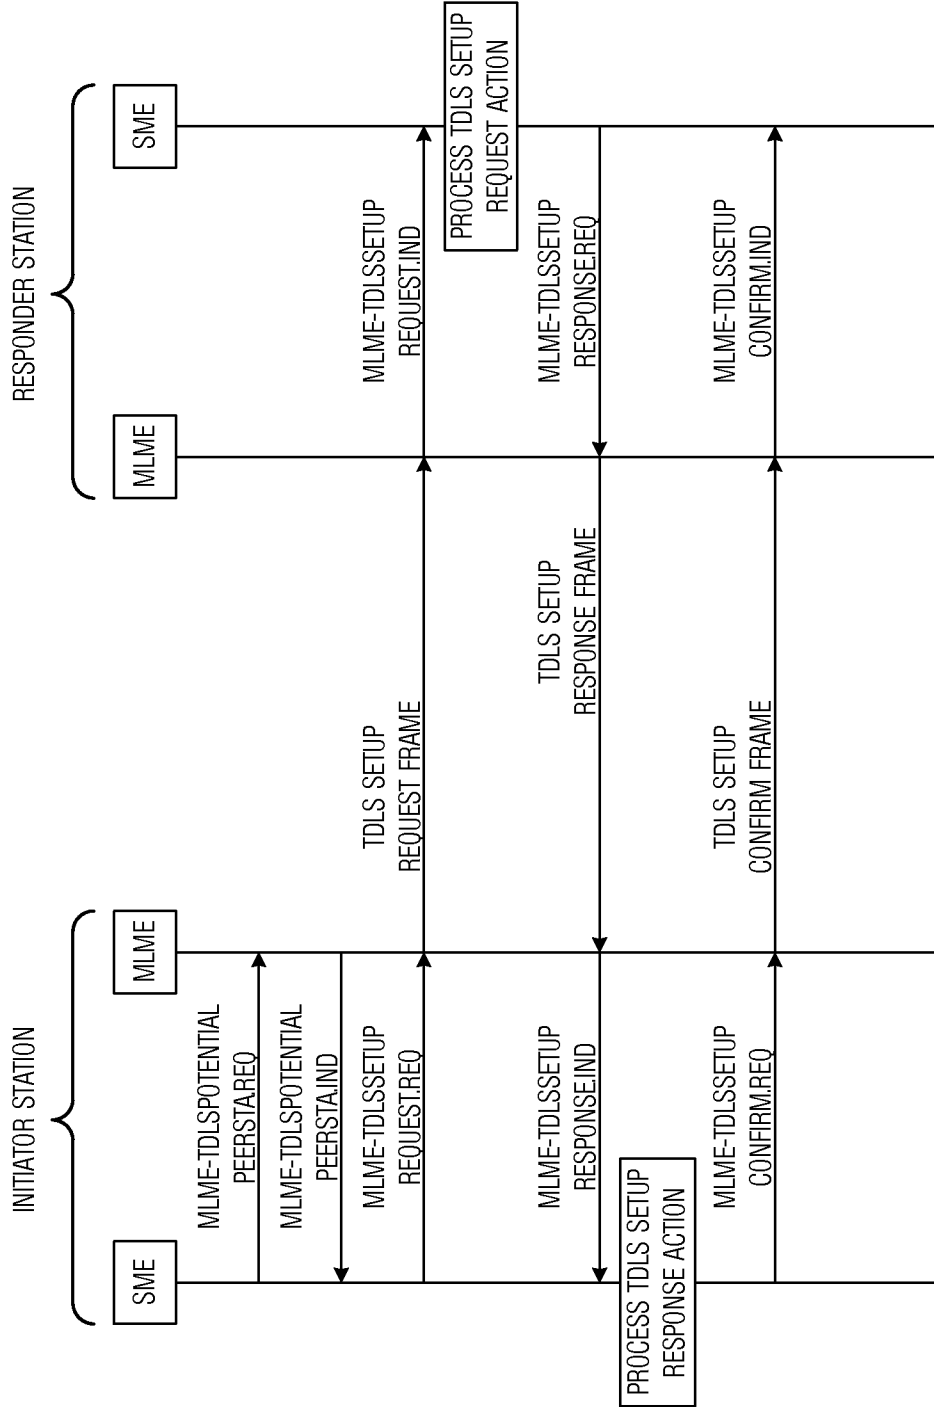 INITIATOR STATION
RESPONDER STATION
SME
MLME
MLME
SME
MLME-TDLSPOTENTIAL
PEERSTA.REQ
MLME-TDLSPOTENTIAL
PEERSTA.IND
MLME-TDLSSETUP
REQUEST.REQ
TDLS SETUP
REQUEST FRAME
MLME-TDLSSETUP
REQUEST.IND
PROCESS TDLS SETUP
REQUEST ACTION
MLME-TDLSSETUP
RESPONSE.IND
TDLS SETUP
RESPONSE FRAME
MLME-TDLSSETUP
RESPONSE.REQ
PROCESS TDLS SETUP
RESPONSE ACTION
MLME-TDLSSETUP
CONFIRM.REQ
TDLS SETUP
CONFIRM FRAME
MLME-TDLSSETUP
CONFIRM.IND